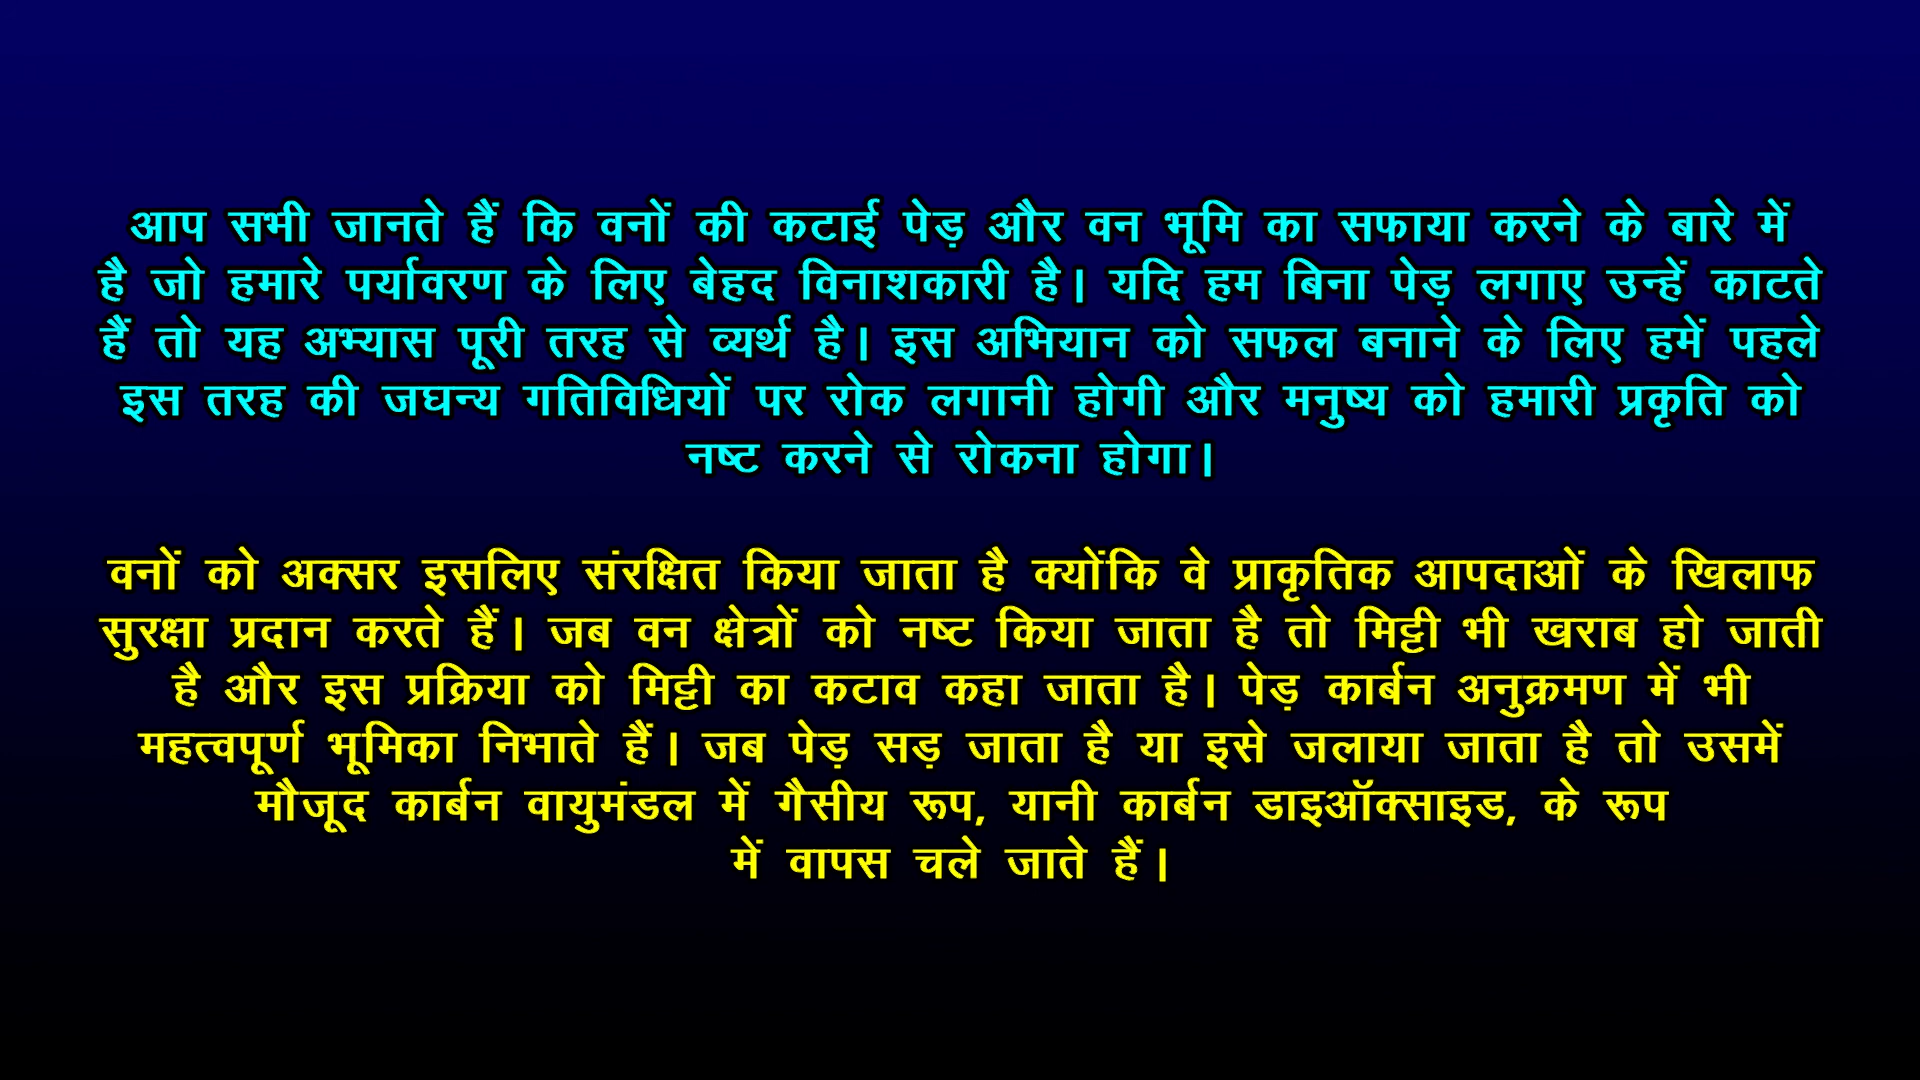 आप सभी जानते हैं कि वनों की कटाई पेड़ और वन भूमि का सफाया करने के बारे में
है जो हमारे पर्यावरण के लिए बेहद विनाशकारी है। यदि हम बिना पेड़ लगाए उन्हें काटते
हैं तो यह अभ्यास पूरी तरह से व्यर्थ है। इस अभियान को सफल बनाने के लिए हमें पहले
इस तरह की जघन्य गतिविधियों पर रोक लगानी होगी और मनुष्य को हमारी प्रकृति को
नष्ट करने से रोकना होगा।
वनों को अक्सर इसलिए संरक्षित किया जाता है क्योंकि वे प्राकृतिक आपदाओं के खिलाफ
सुरक्षा प्रदान करते हैं। जब वन क्षेत्रों को नष्ट किया जाता है तो मिट्टी भी खराब हो जाती
है और इस प्रक्रिया को मिट्टी का कटाव कहा जाता है। पेड़ कार्बन अनुक्रमण में भी
महत्वपूर्ण भूमिका निभाते हैं। जब पेड़ सड़ जाता है या इसे जलाया जाता है तो उसमें
मौजूद कार्बन वायुमंडल में गैसीय रूप, यानी कार्बन डाइऑक्साइड, के रूप
में वापस चले जाते हैं।